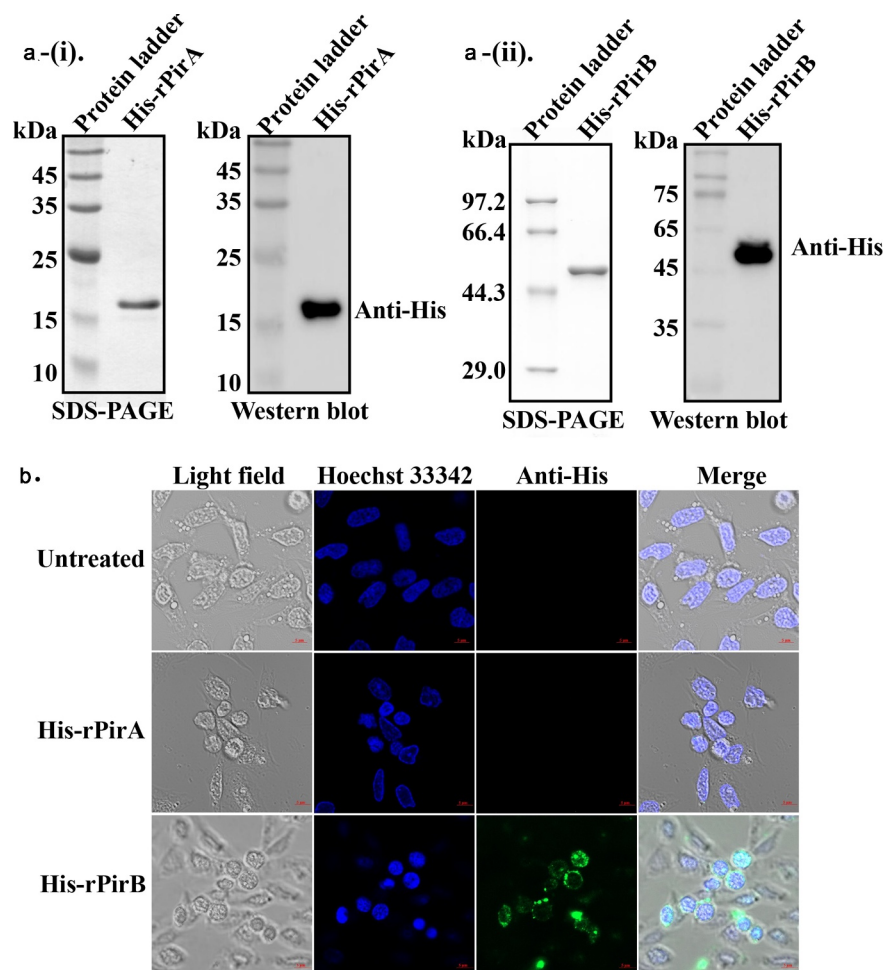 a-(i).
Protein ladder
His-rPirA
kDa
45
35
25
15
10
SDS-PAGE
Protein ladder
His-rPirA
kDa
45
35
25
15
10
Anti-His
Western blot
a-(ii).
Protein ladder
His-rPirB
kDa
97.2
66.4
44.3
29.0
SDS-PAGE
Protein ladder
His-rPirB
kDa
75
65
45
35
Anti-His
Western blot
b.
Light field Hoechst 33342 Anti-His Merge
Untreated
His-rPirA
His-rPirB